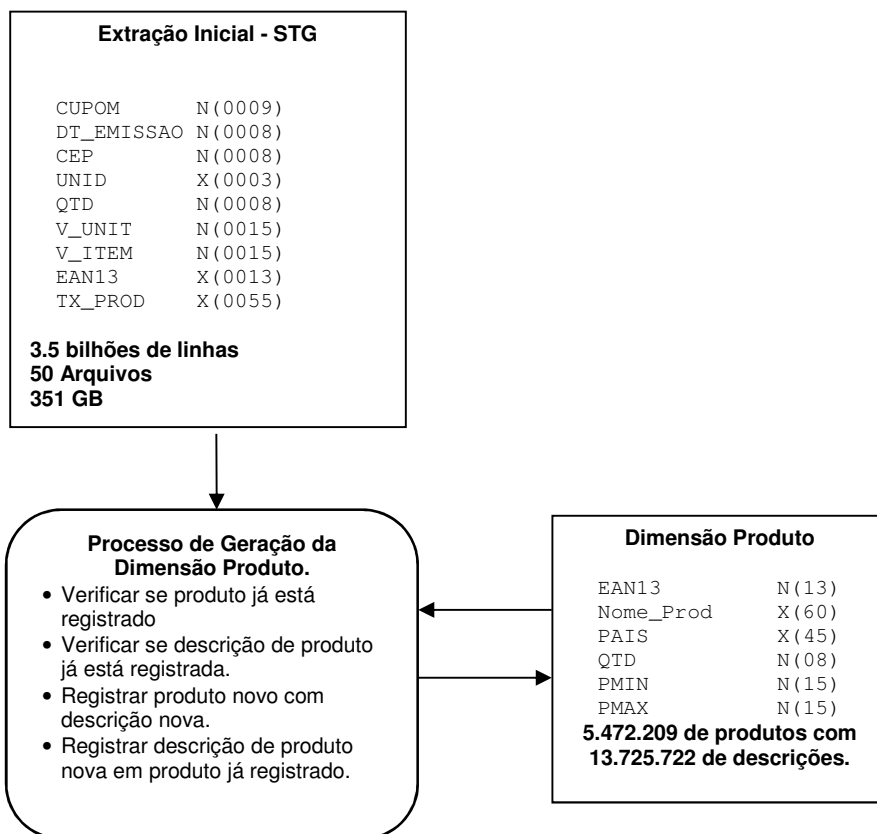 Extração Inicial - STG
CUPOM N(0009)
DT_EMISSAO N(0008)
CEP N(0008)
UNID X(0003)
QTD N(0008)
V_UNIT N(0015)
V_ITEM N(0015)
EAN13 X(0013)
TX_PROD X(0055)
3.5 bilhões de linhas
50 Arquivos
351 GB
Processo de Geração da
Dimensão Produto.
• Verificar se produto já está
registrado
• Verificar se descrição de produto
já está registrada.
• Registrar produto novo com
descrição nova.
• Registrar descrição de produto
nova em produto já registrado.
Dimensão Produto
EAN13 N(13)
Nome_Prod X(60)
PAIS X(45)
QTD N(08)
PMIN N(15)
PMAX N(15)
5.472.209 de produtos com
13.725.722 de descrições.